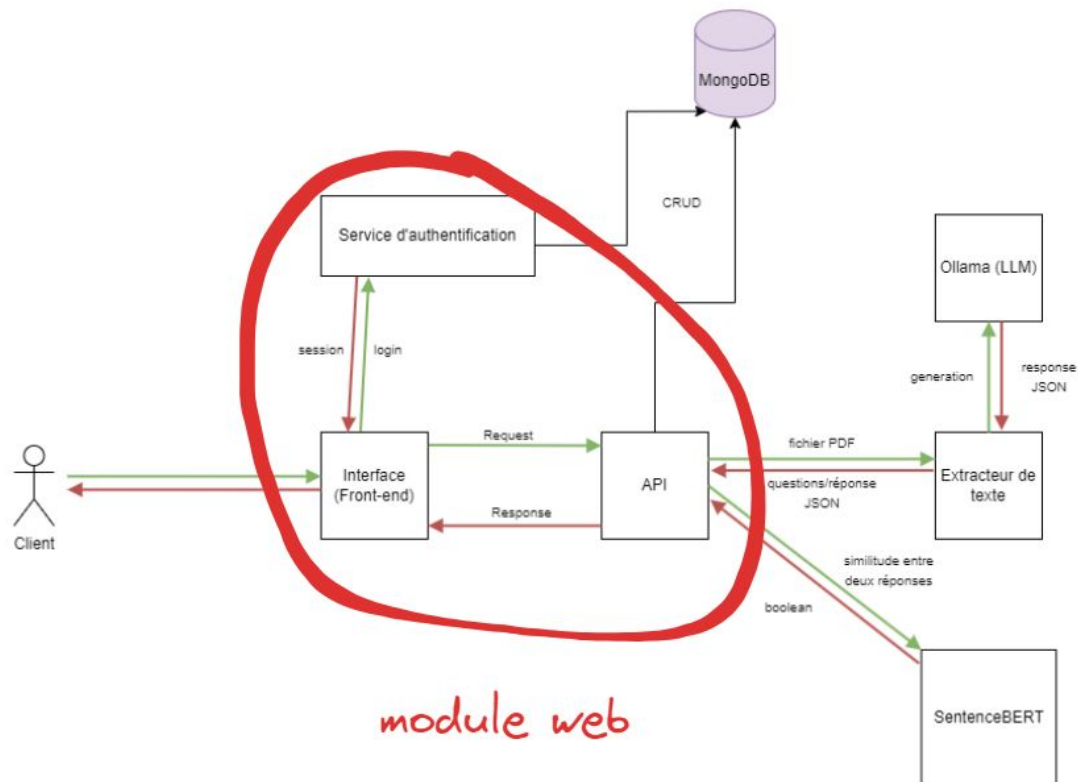 MongoDB
CRUD
Service d'authentification
Ollama (LLM)
session
login
generation
response
JSON
Request
fichier PDF
Interface
(Front-end)
API
questions/réponse
JSON
Extracteur de
texte
Response
Client
similitude entre
deux réponses
boolean
module web
SentenceBERT